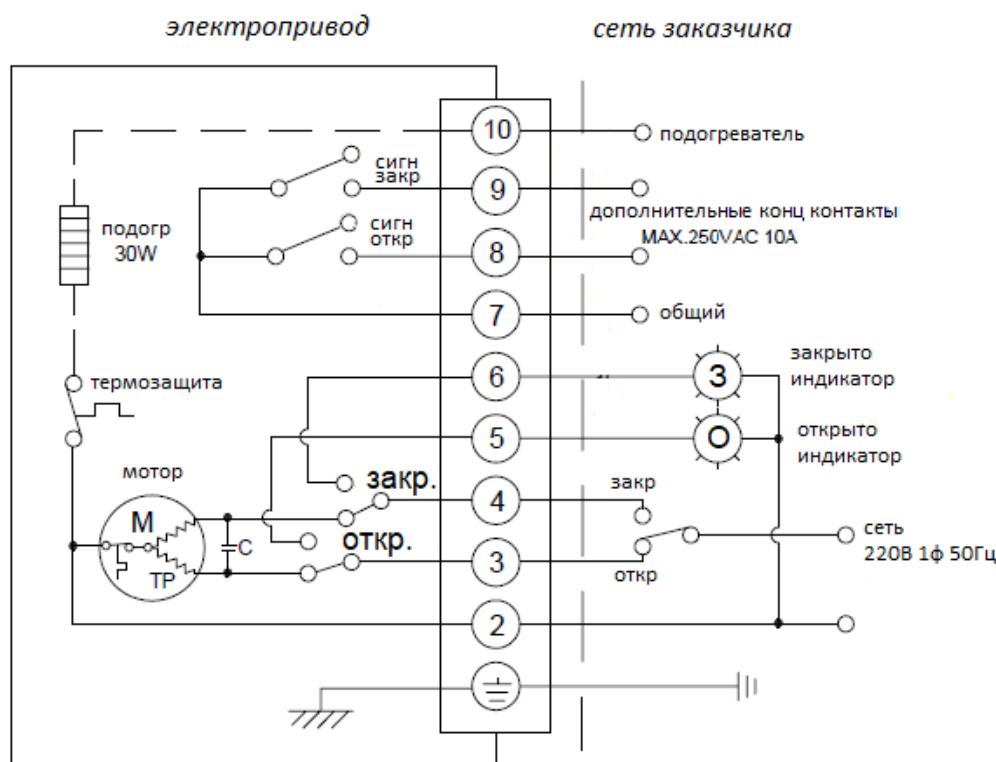 электропривод
сеть заказчика
10
подогреватель
сигн
закр
9
дополнительные конц контакты
MAX.250VAC 10A
подогр
30W
сигн
откр
8
7
общий
термозащита
6
З
закрыто
индикатор
5
О
открыто
индикатор
мотор
закр.
4
закр
М
C
откр.
3
откр
сеть
220В 1ф 50Гц
ТР
2